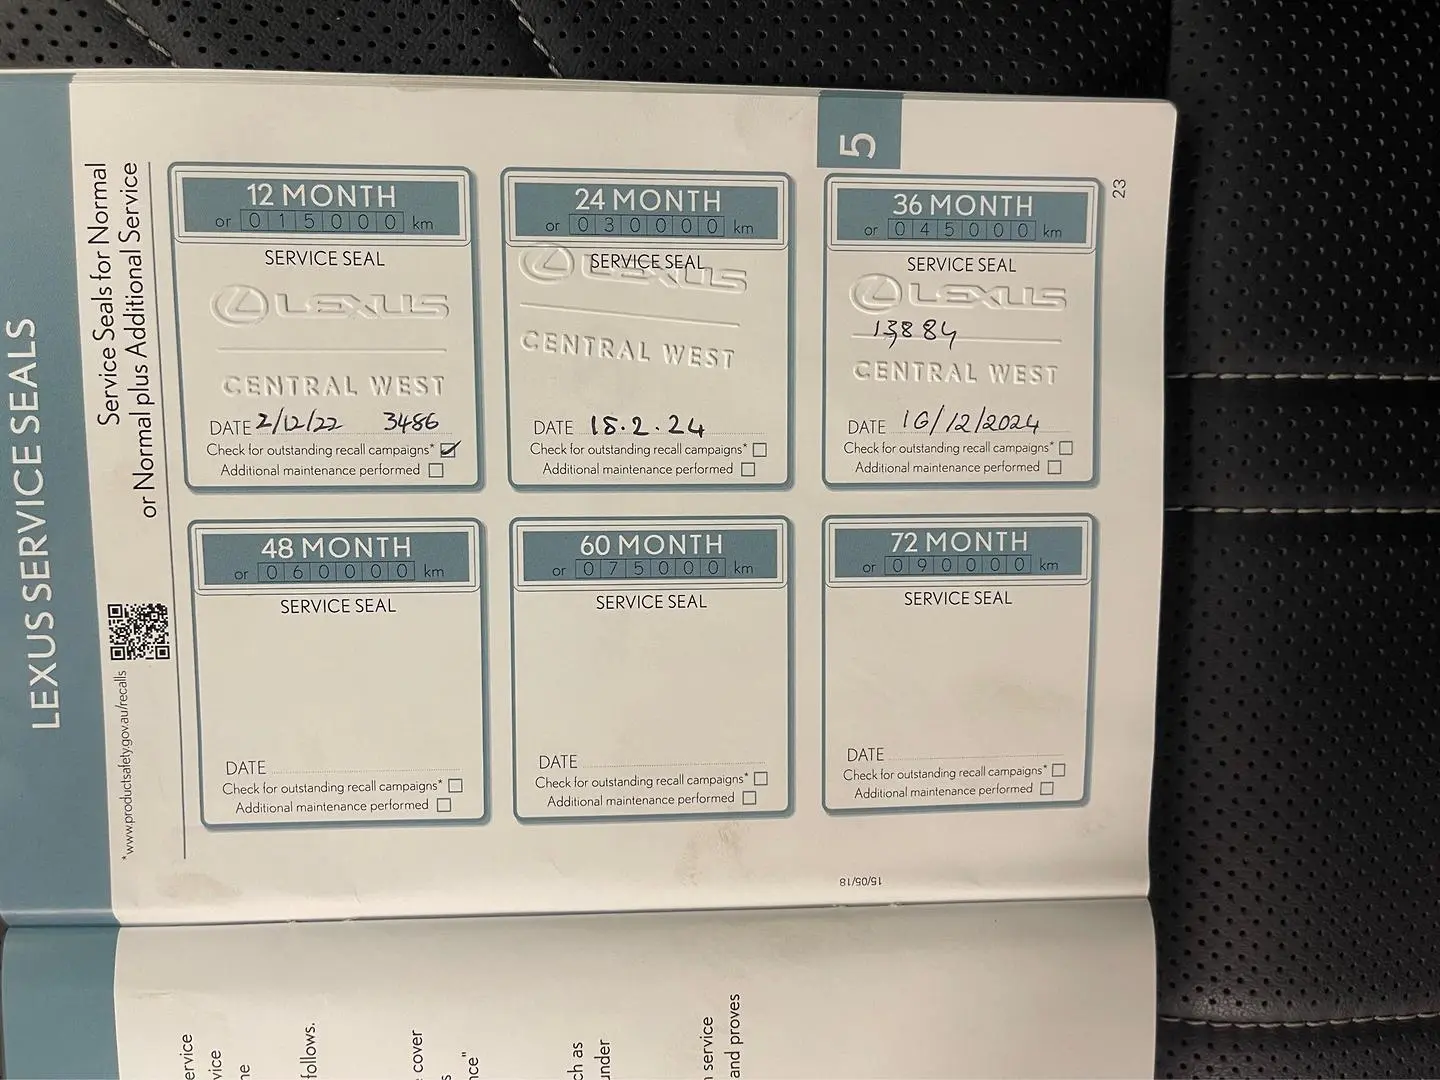 LEXUS SERVICE SEALS
Service Seals for Normal
or Normal plus Additional Service
*www.productsafety.gov.au/recalls
5
23
12 MONTH
or 015000 km
SERVICE SEAL
LEXUS
CENTRAL WEST
DATE 2/12/22 3486
Check for outstanding recall campaigns*
Additional maintenance performed
24 MONTH
or 030000 km
SERVICE SEAL
LEXUS
CENTRAL WEST
DATE 15.2.24
Check for outstanding recall campaigns*
Additional maintenance performed
36 MONTH
or 045000 km
SERVICE SEAL
LEXUS
13884
CENTRAL WEST
DATE 16/12/2024
Check for outstanding recall campaigns*
Additional maintenance performed
48 MONTH
or 060000 km
SERVICE SEAL
DATE
Check for outstanding recall campaigns*
Additional maintenance performed
60 MONTH
or 075000 km
SERVICE SEAL
DATE
Check for outstanding recall campaigns*
Additional maintenance performed
72 MONTH
or 090000 km
SERVICE SEAL
DATE
Check for outstanding recall campaigns*
Additional maintenance performed
15/05/18
follows.
cover
under
service
and proves